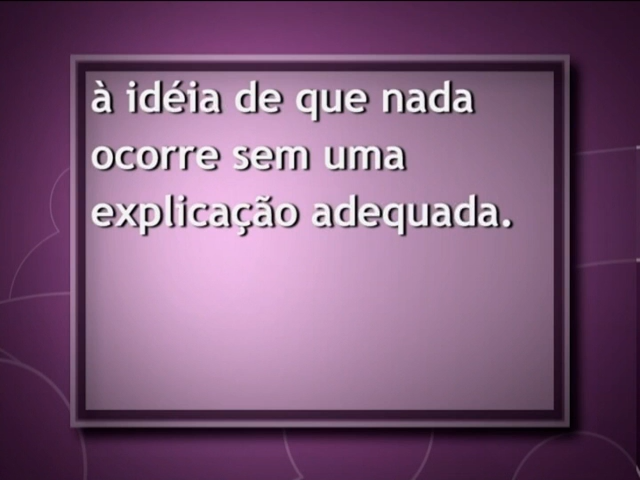 à idéia de que nada
ocorre sem uma
explicação adequada.